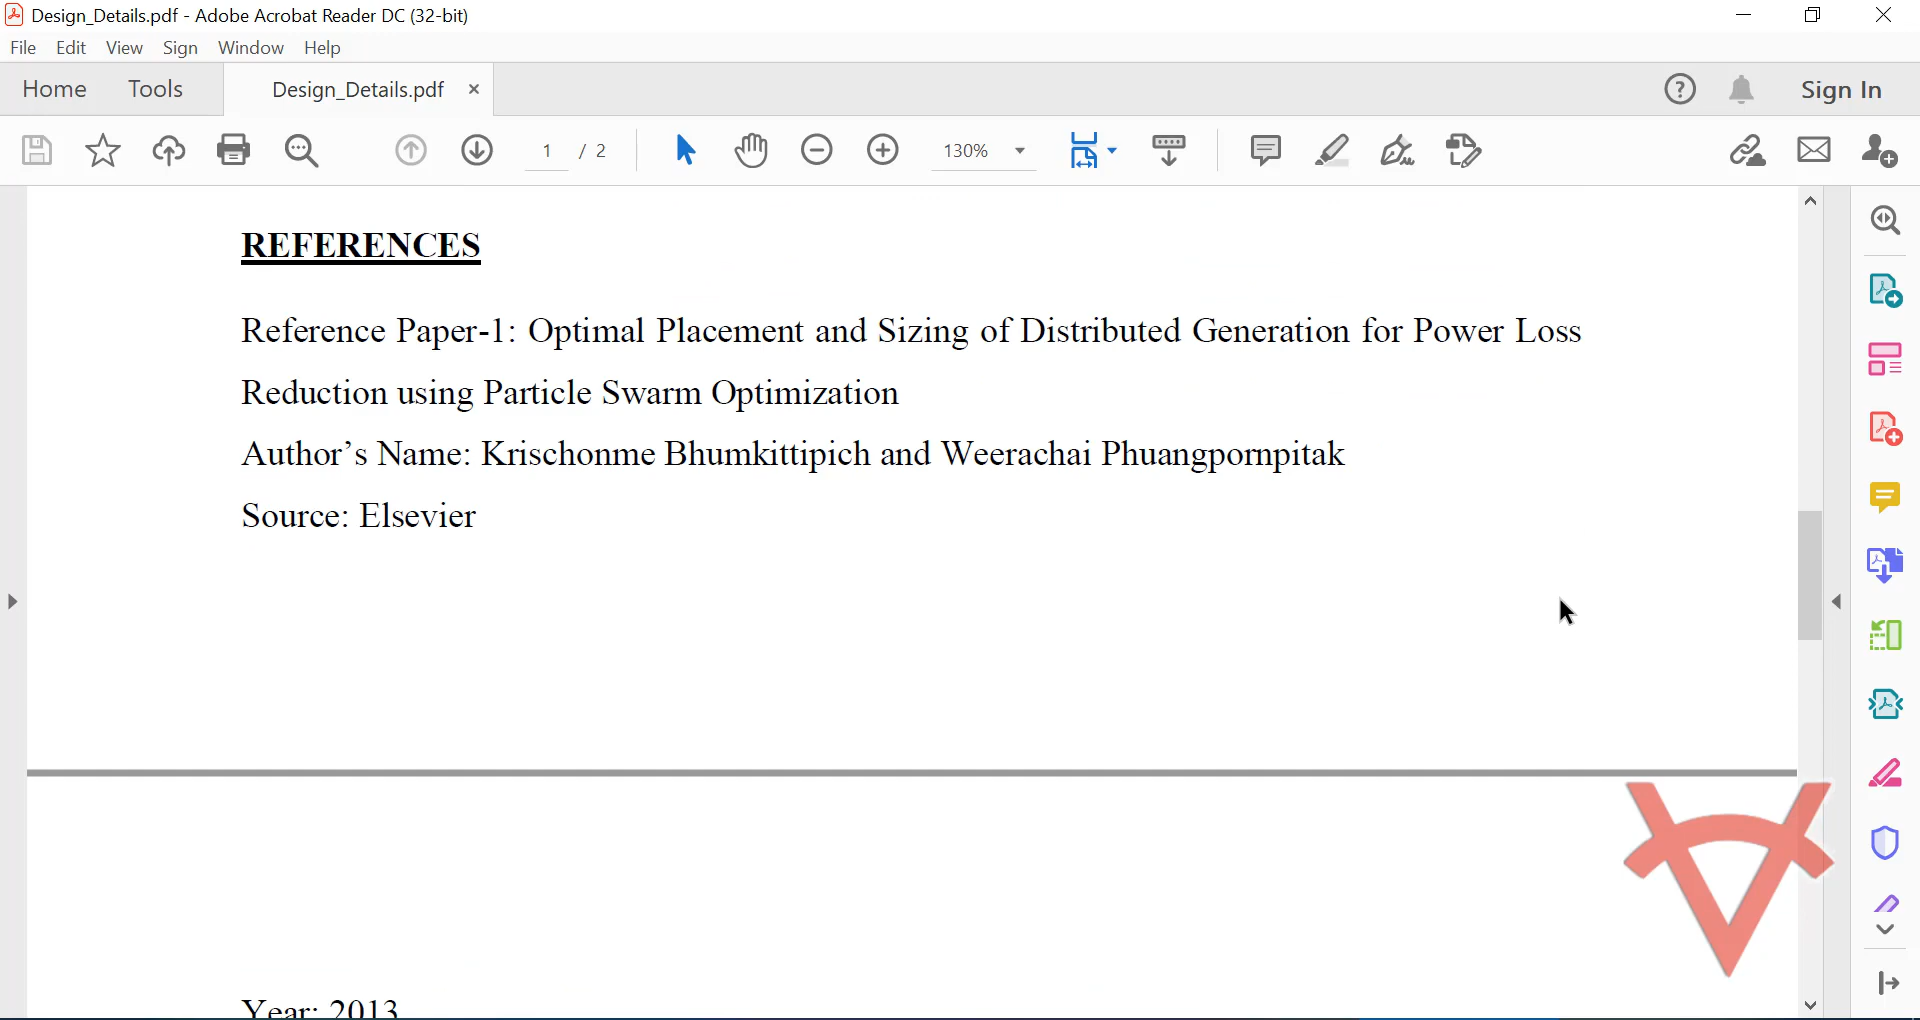 Design_Details.pdf - Adobe Acrobat Reader DC (32-bit)
File Edit View Sign Window Help
Home Tools Design_Details.pdf × Sign In
1 / 2 130%
REFERENCES
Reference Paper-1: Optimal Placement and Sizing of Distributed Generation for Power Loss
Reduction using Particle Swarm Optimization
Author’s Name: Krischonme Bhumkittipich and Weerachai Phuangpornpitak
Source: Elsevier
Year: 2013